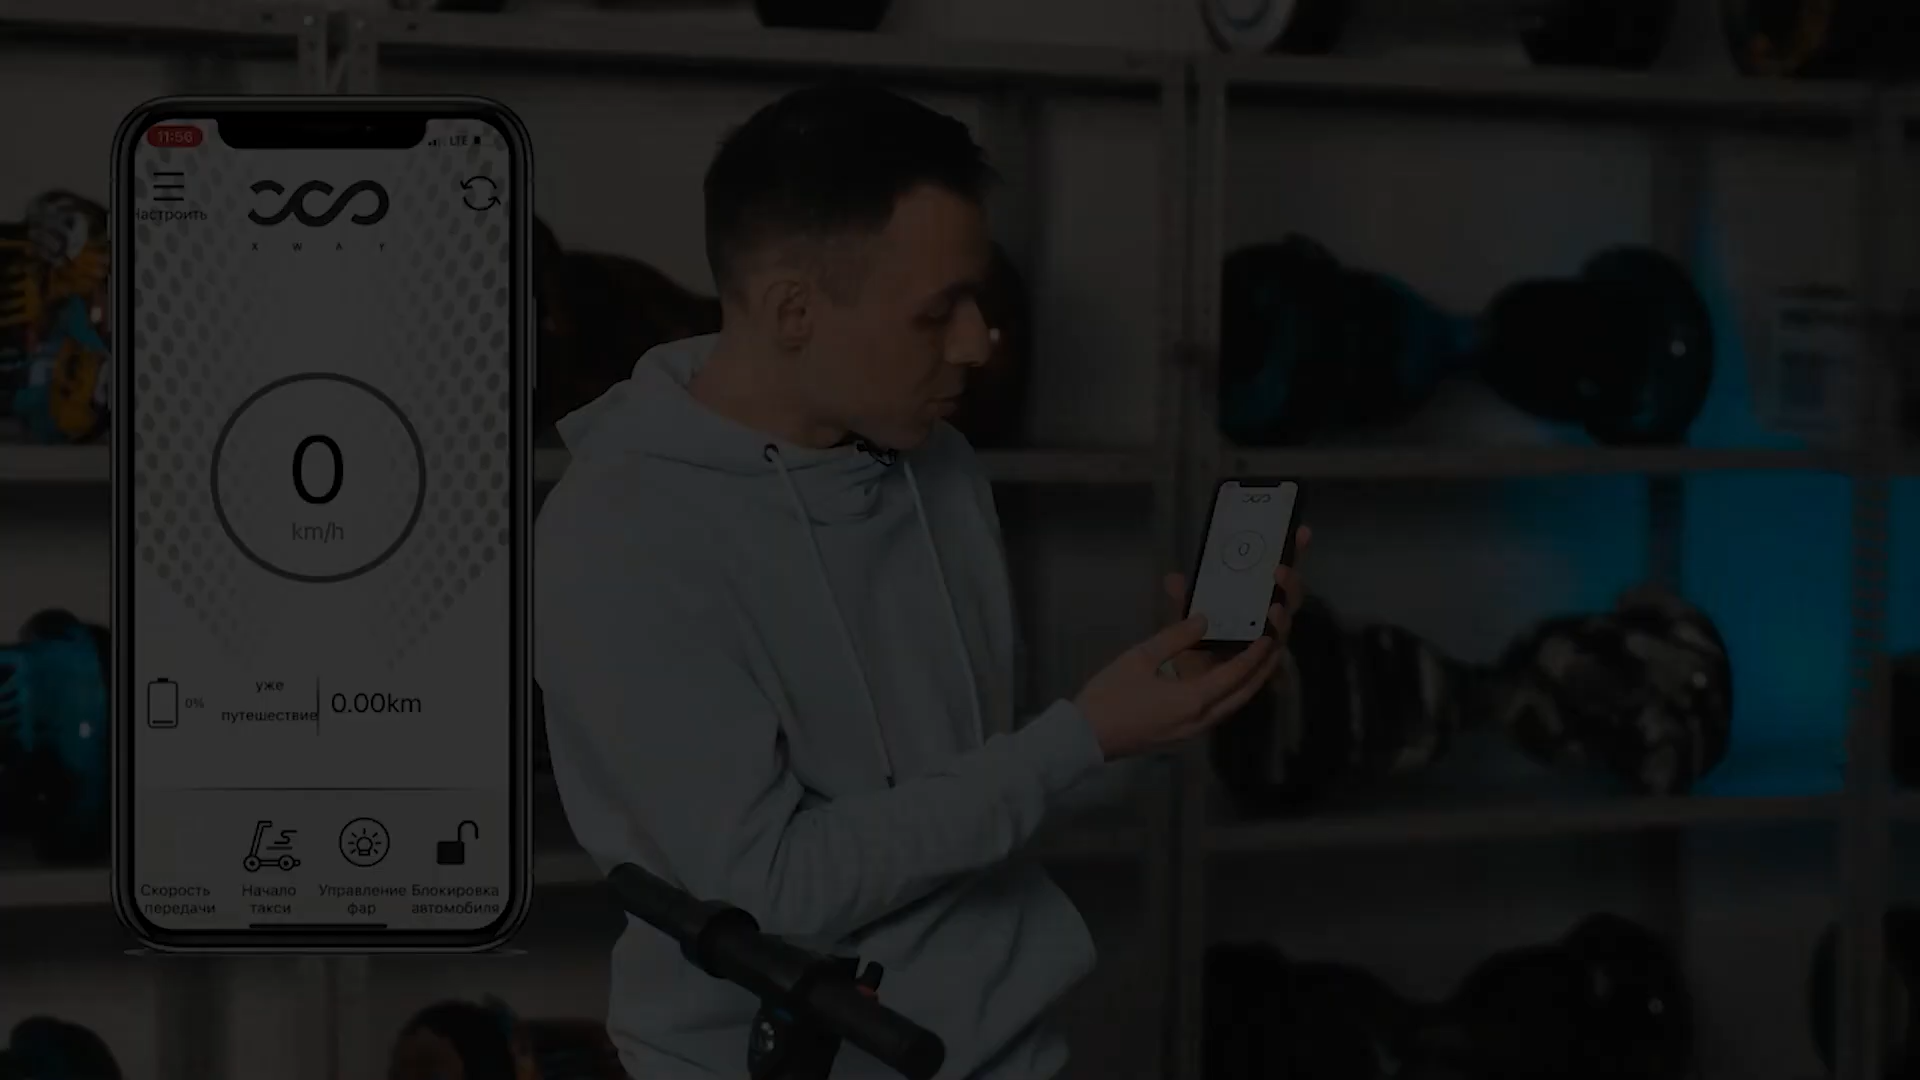 11:56
LTE
Настроить
X W A Y
0
km/h
0%
уже
путешествие
0.00km
Скорость
передачи
Начало
такси
Управление
фар
Блокировка
автомобиля
0